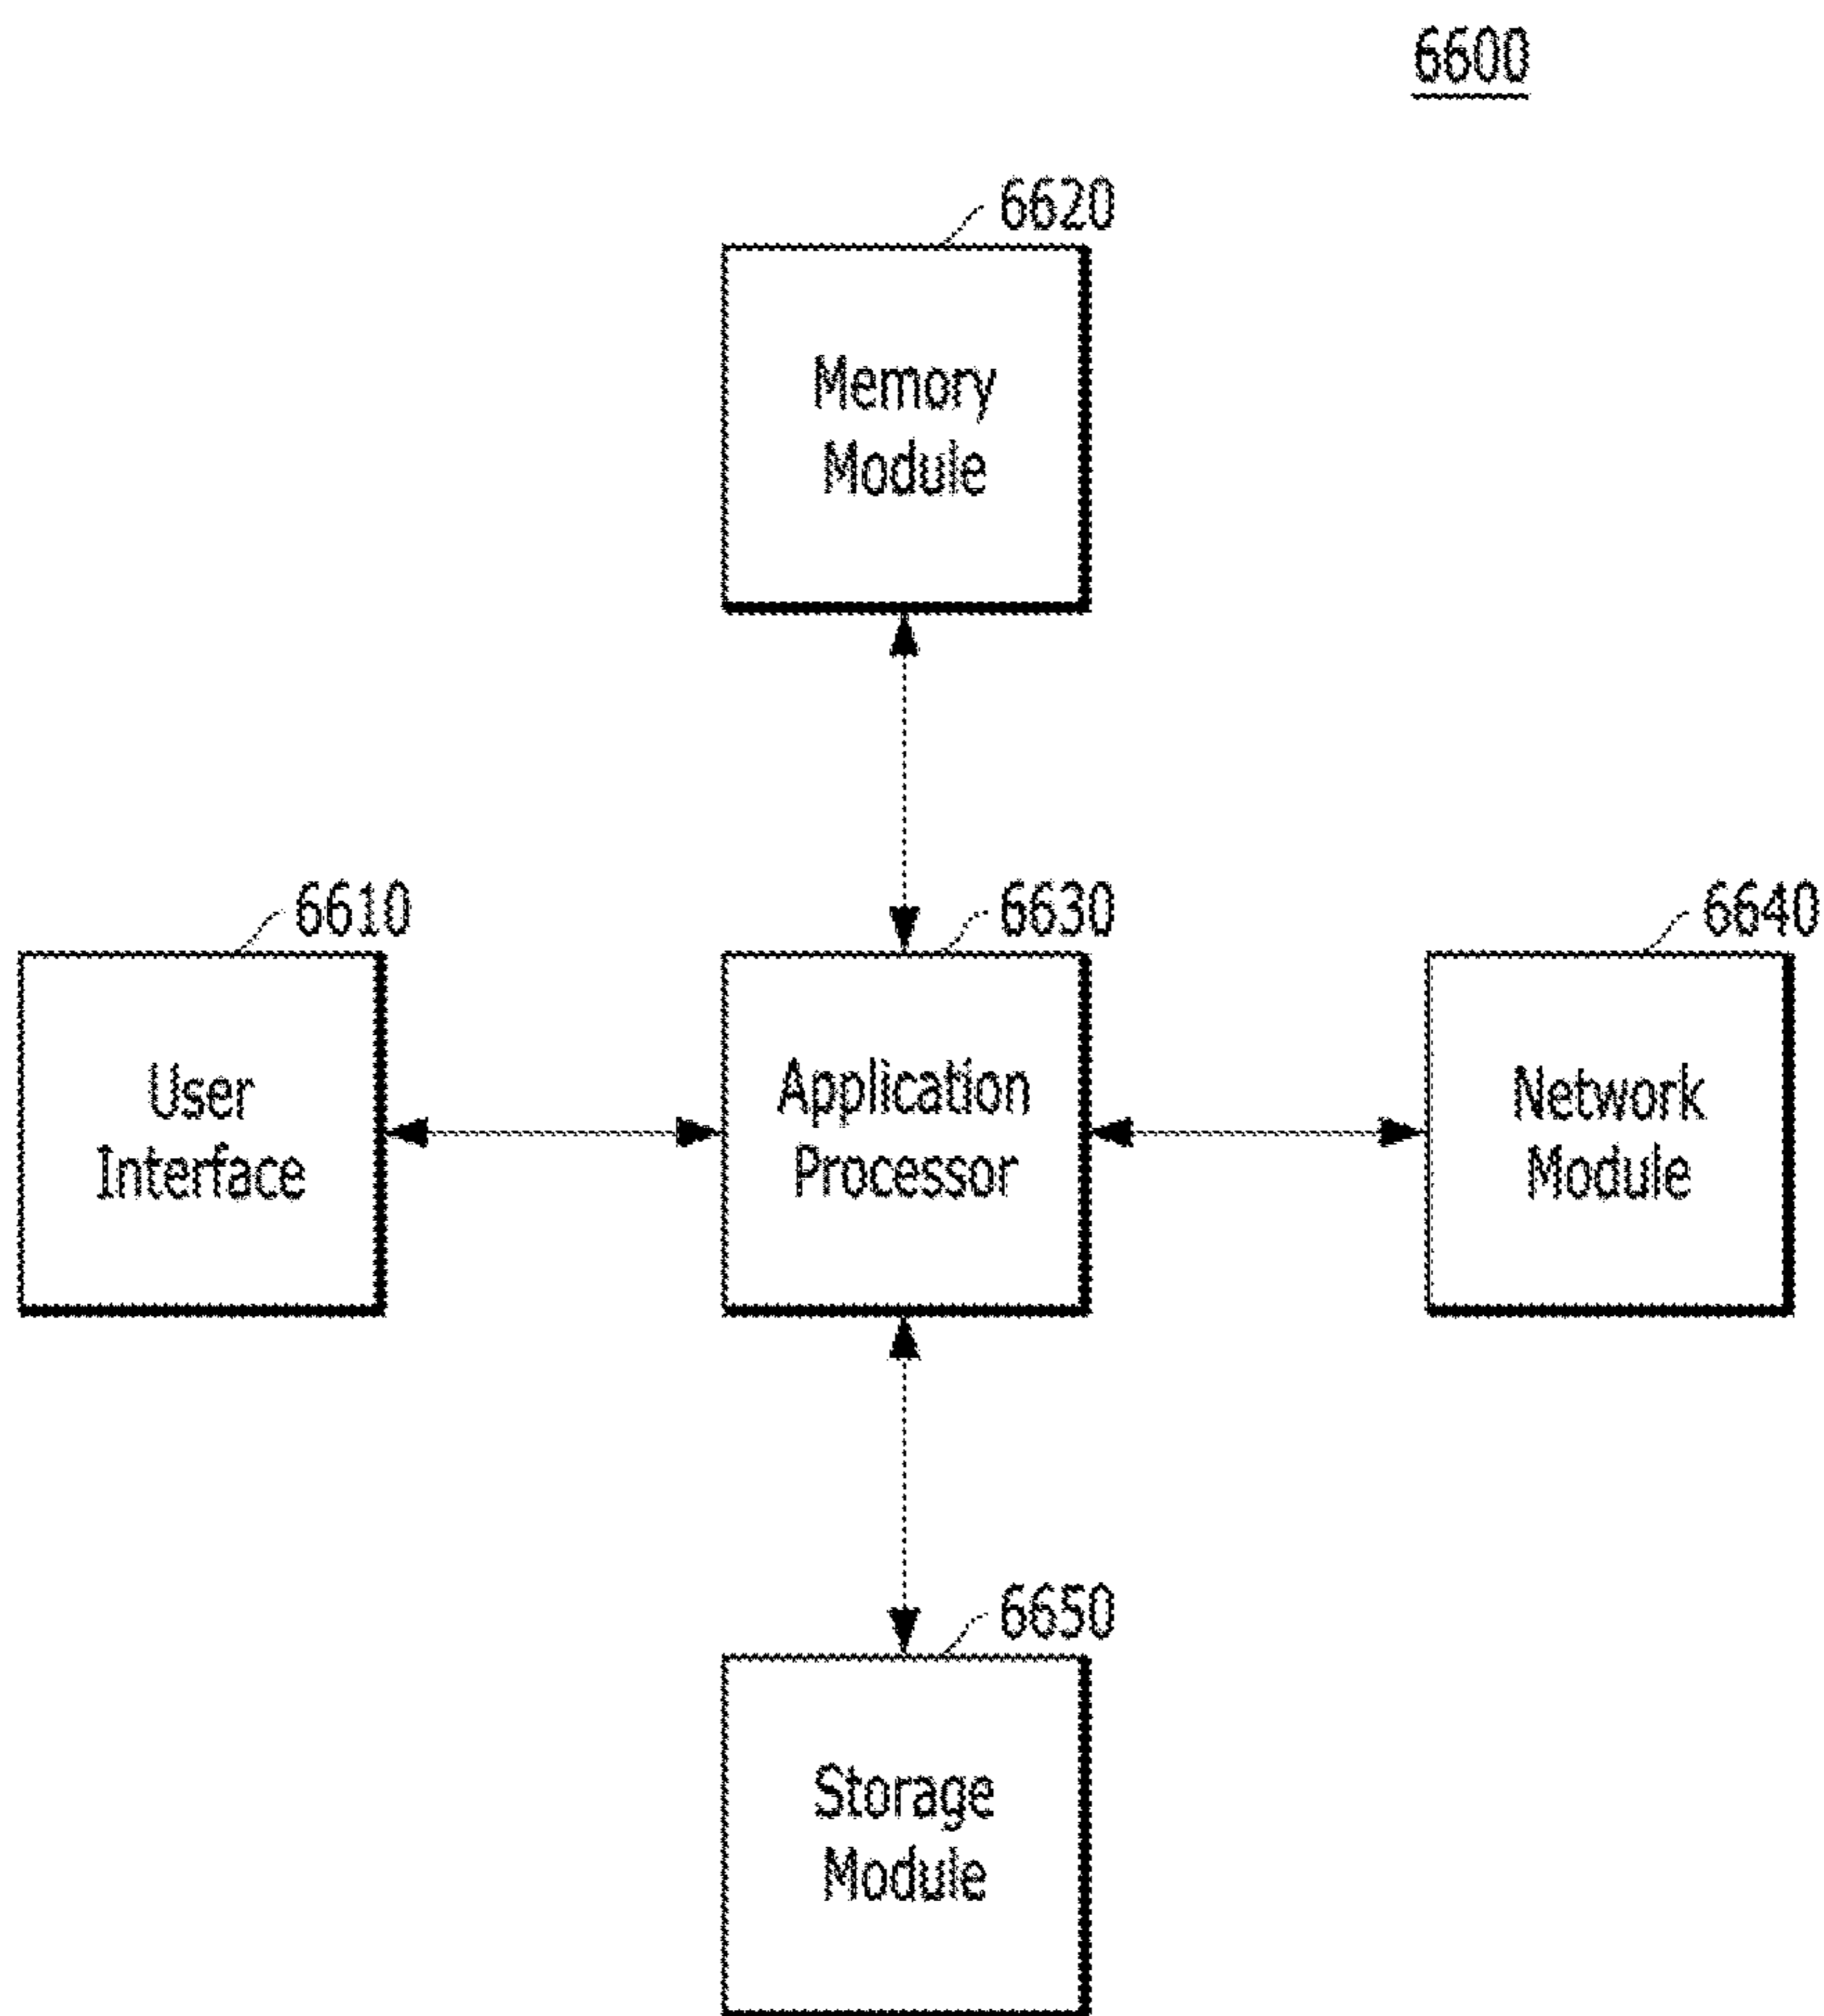 6600
6620
Memory
Module
6610
6630
6640
User
Interface
Application
Processor
Network
Module
6650
Storage
Module